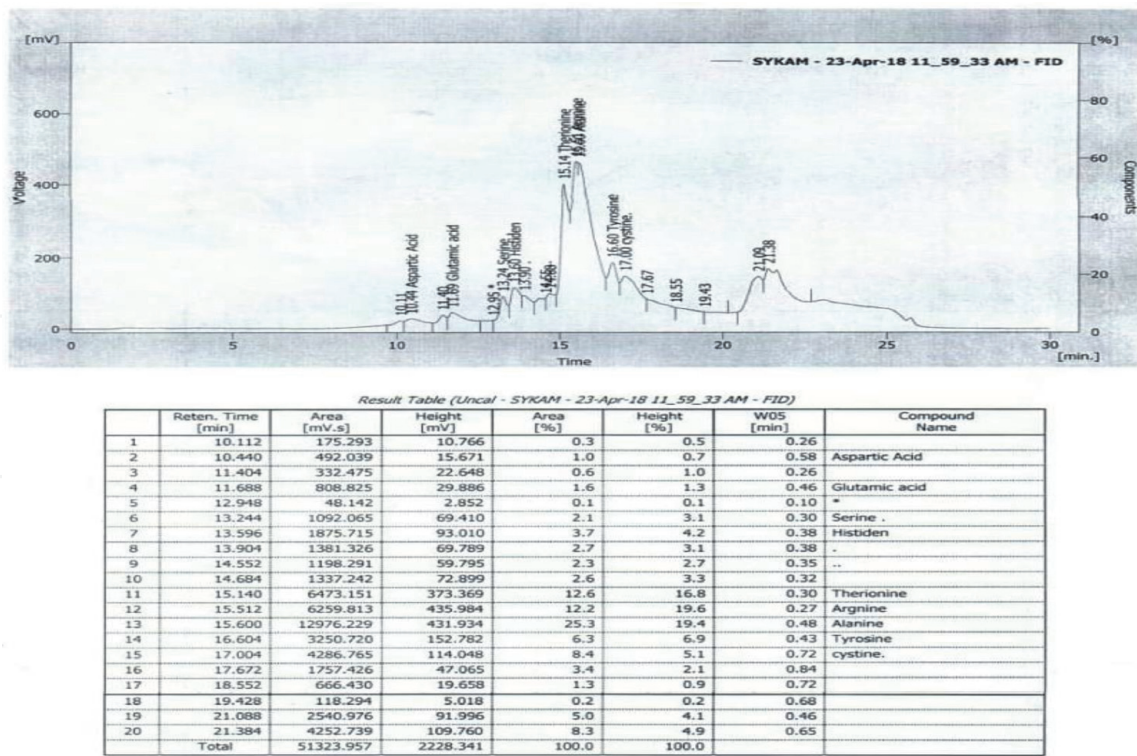 [mV]
[%]
SYKAM - 23-Apr-18 11_59_33 AM - FID
600
400
200
0
80
60
40
20
0
Voltage
Components
10.11
10.44 Aspartic Acid
11.40
11.69 Glutamic acid
12.95 *
13.24 Serine .
13.60 Histiden
13.90 .
15.14 Therionine
16.60 Tyrosine
17.00 cystine.
17.67
18.55
19.43
21.09
21.38
0 5 10 15 20 25 30
Time
[min.]
Result Table (Uncal - SYKAM - 23-Apr-18 11_59_33 AM - FID)
Reten. Time [min] Area [mV.s] Height [mV] Area [%] Height [%] W05 [min] Compound Name
1 10.112 175.293 10.766 0.3 0.5 0.26
2 10.440 492.039 15.671 1.0 0.7 0.58 Aspartic Acid
3 11.404 332.475 22.648 0.6 1.0 0.26
4 11.688 808.825 29.886 1.6 1.3 0.46 Glutamic acid
5 12.948 48.142 2.852 0.1 0.1 0.10 *
6 13.244 1092.065 69.410 2.1 3.1 0.30 Serine .
7 13.596 1875.715 93.010 3.7 4.2 0.38 Histiden
8 13.904 1381.326 69.789 2.7 3.1 0.38 .
9 14.552 1198.291 59.795 2.3 2.7 0.35 ..
10 14.684 1337.242 72.899 2.6 3.3 0.32
11 15.140 6473.151 373.369 12.6 16.8 0.30 Therionine
12 15.512 6259.813 435.984 12.2 19.6 0.27 Argnine
13 15.600 12976.229 431.934 25.3 19.4 0.48 Alanine
14 16.604 3250.720 152.782 6.3 6.9 0.43 Tyrosine
15 17.004 4286.765 114.048 8.4 5.1 0.72 cystine.
16 17.672 1757.426 47.065 3.4 2.1 0.84
17 18.552 666.430 19.658 1.3 0.9 0.72
18 19.428 118.294 5.018 0.2 0.2 0.68
19 21.088 2540.976 91.996 5.0 4.1 0.46
20 21.384 4252.739 109.760 8.3 4.9 0.65
Total 51323.957 2228.341 100.0 100.0